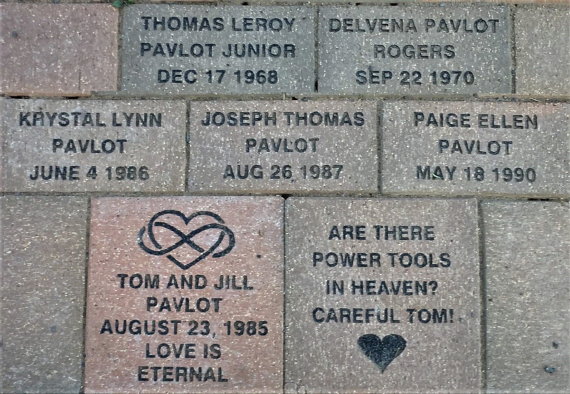 THOMAS LEROY
PAVLOT JUNIOR
DEC 17 1968
DELVENA PAVLOT
ROGERS
SEP 22 1970
KRYSTAL LYNN
PAVLOT
JUNE 4 1986
JOSEPH THOMAS
PAVLOT
AUG 26 1987
PAIGE ELLEN
PAVLOT
MAY 18 1990
TOM AND JILL
PAVLOT
AUGUST 23, 1985
LOVE IS
ETERNAL
ARE THERE
POWER TOOLS
IN HEAVEN?
CAREFUL TOM!